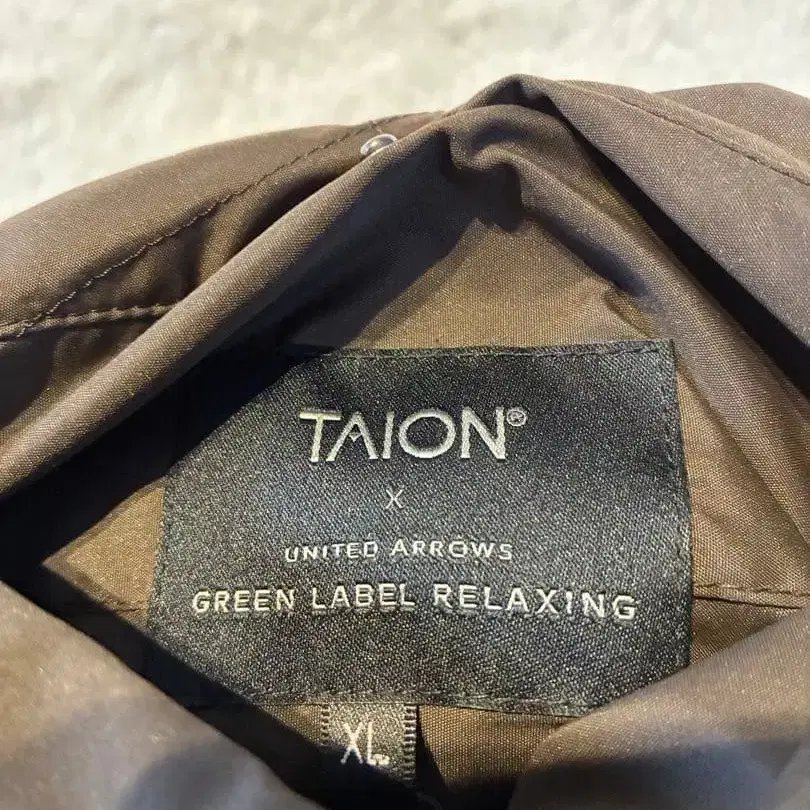 TAION®
X
UNITED ARROWS
GREEN LABEL RELAXING
XL